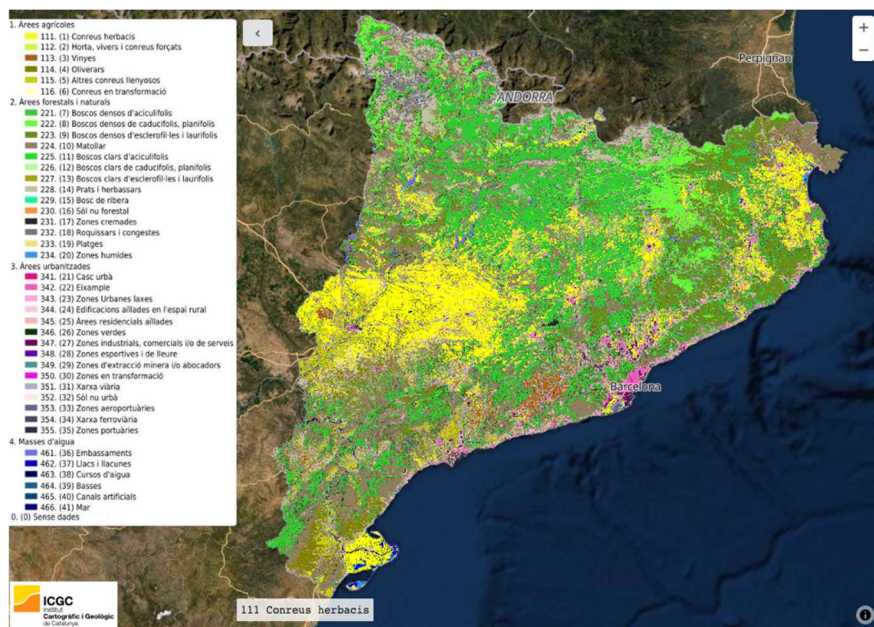 1. Àrees agrícoles
111. (1) Conreus herbacis
112. (2) Horta, vivers i conreus forçats
113. (3) Vinyes
114. (4) Oliverars
115. (5) Altres conreus llenyosos
116. (6) Conreus en transformació
2. Àrees forestals i naturals
221. (7) Boscos densos d'aciculifolis
222. (8) Boscos densos de caducifolis, planifolis
223. (9) Boscos densos d'esclerofil·les i laurifolis
224. (10) Matollar
225. (11) Boscos clars d'aciculifolis
226. (12) Boscos clars de caducifolis, planifolis
227. (13) Boscos clars d'esclerofil·les i laurifolis
228. (14) Prats i herbassars
229. (15) Bosc de ribera
230. (16) Sòl nu forestal
231. (17) Zones cremades
232. (18) Roquissars i congestes
233. (19) Platges
234. (20) Zones humides
3. Àrees urbanitzades
341. (21) Casc urbà
342. (22) Eixample
343. (23) Zones Urbanes laxes
344. (24) Edificacions aïllades en l'espai rural
345. (25) Àrees residencials aïllades
346. (26) Zones verdes
347. (27) Zones industrials, comercials i/o de serveis
348. (28) Zones esportives i de lleure
349. (29) Zones d'extracció minera i/o abocadors
350. (30) Zones en transformació
351. (31) Xarxa viària
352. (32) Sòl nu urbà
353. (33) Zones aeroportuàries
354. (34) Xarxa ferroviària
355. (35) Zones portuàries
4. Masses d'aigua
461. (36) Embassaments
462. (37) Llacs i llacunes
463. (38) Cursos d'aigua
464. (39) Basses
465. (40) Canals artificials
466. (41) Mar
0. (0) Sense dades
<
+
−
Perpignan
ANDORRA
Barcelona
ICGC
Institut
Cartogràfic i Geològic
de Catalunya
111 Conreus herbacis
i